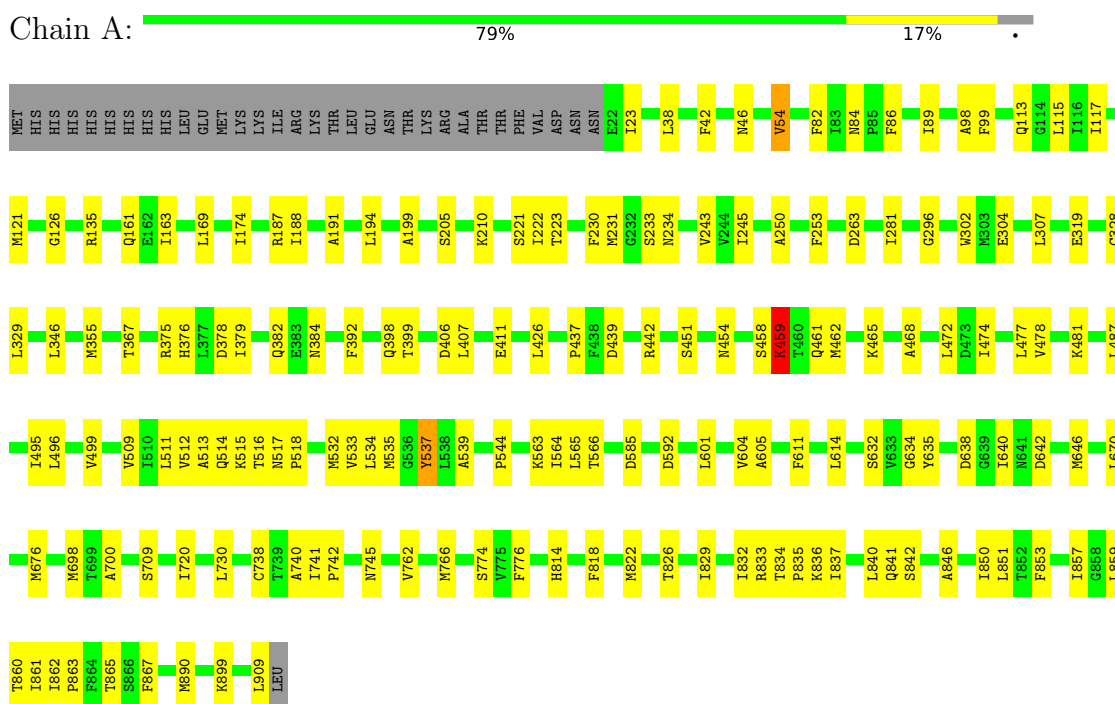 Chain A:
79% 17% •
MET HIS HIS HIS HIS HIS HIS HIS HIS LEU GLU MET LYS LYS ILE ARG LYS THR LEU GLU ASN THR LYS ARG ALA THR THR PHE VAL ASP ASN ASN E22 I23 L38 F42 N46 V54 F82 I83 N84 P85 F86 I89 A98 F99 Q113 G114 L115 I116 I117
M121 G126 R135 Q161 E162 I163 L169 I174 R187 I188 A191 L194 A199 S205 K210 S221 I222 T223 F230 M231 G232 S233 N234 V243 V244 I245 A250 F253 D263 I281 G296 W302 M303 E304 L307 E319
L329 L346 M355 T367 R375 H376 L377 D378 I379 Q382 E383 N384 F392 Q398 T399 D406 L407 E411 L426 P437 F438 D439 R442 S451 N454 S458 K459 T460 Q461 M462 K465 A468 L472 D473 I474 L477 V478 K481
I495 L496 V499 V509 I510 L511 V512 A513 Q514 K515 T516 N517 P518 M532 V533 L534 M535 G536 Y537 L538 A539 P544 K563 I564 L565 T566 D585 D592 L601 V604 A605 F611 L614 S632 V633 G634 Y635 D638 G639 I640 N641 D642 M646
M676 M698 T699 A700 S709 I720 L730 C738 T739 A740 I741 P742 N745 V762 M766 S774 V775 F776 H814 F818 M822 T826 I829 I832 R833 T834 P835 K836 I837 L840 Q841 S842 A846 I850 L851 T852 F853 I857 G858
T860 I861 I862 P863 F864 T865 S866 F867 M890 K899 L909 LEU